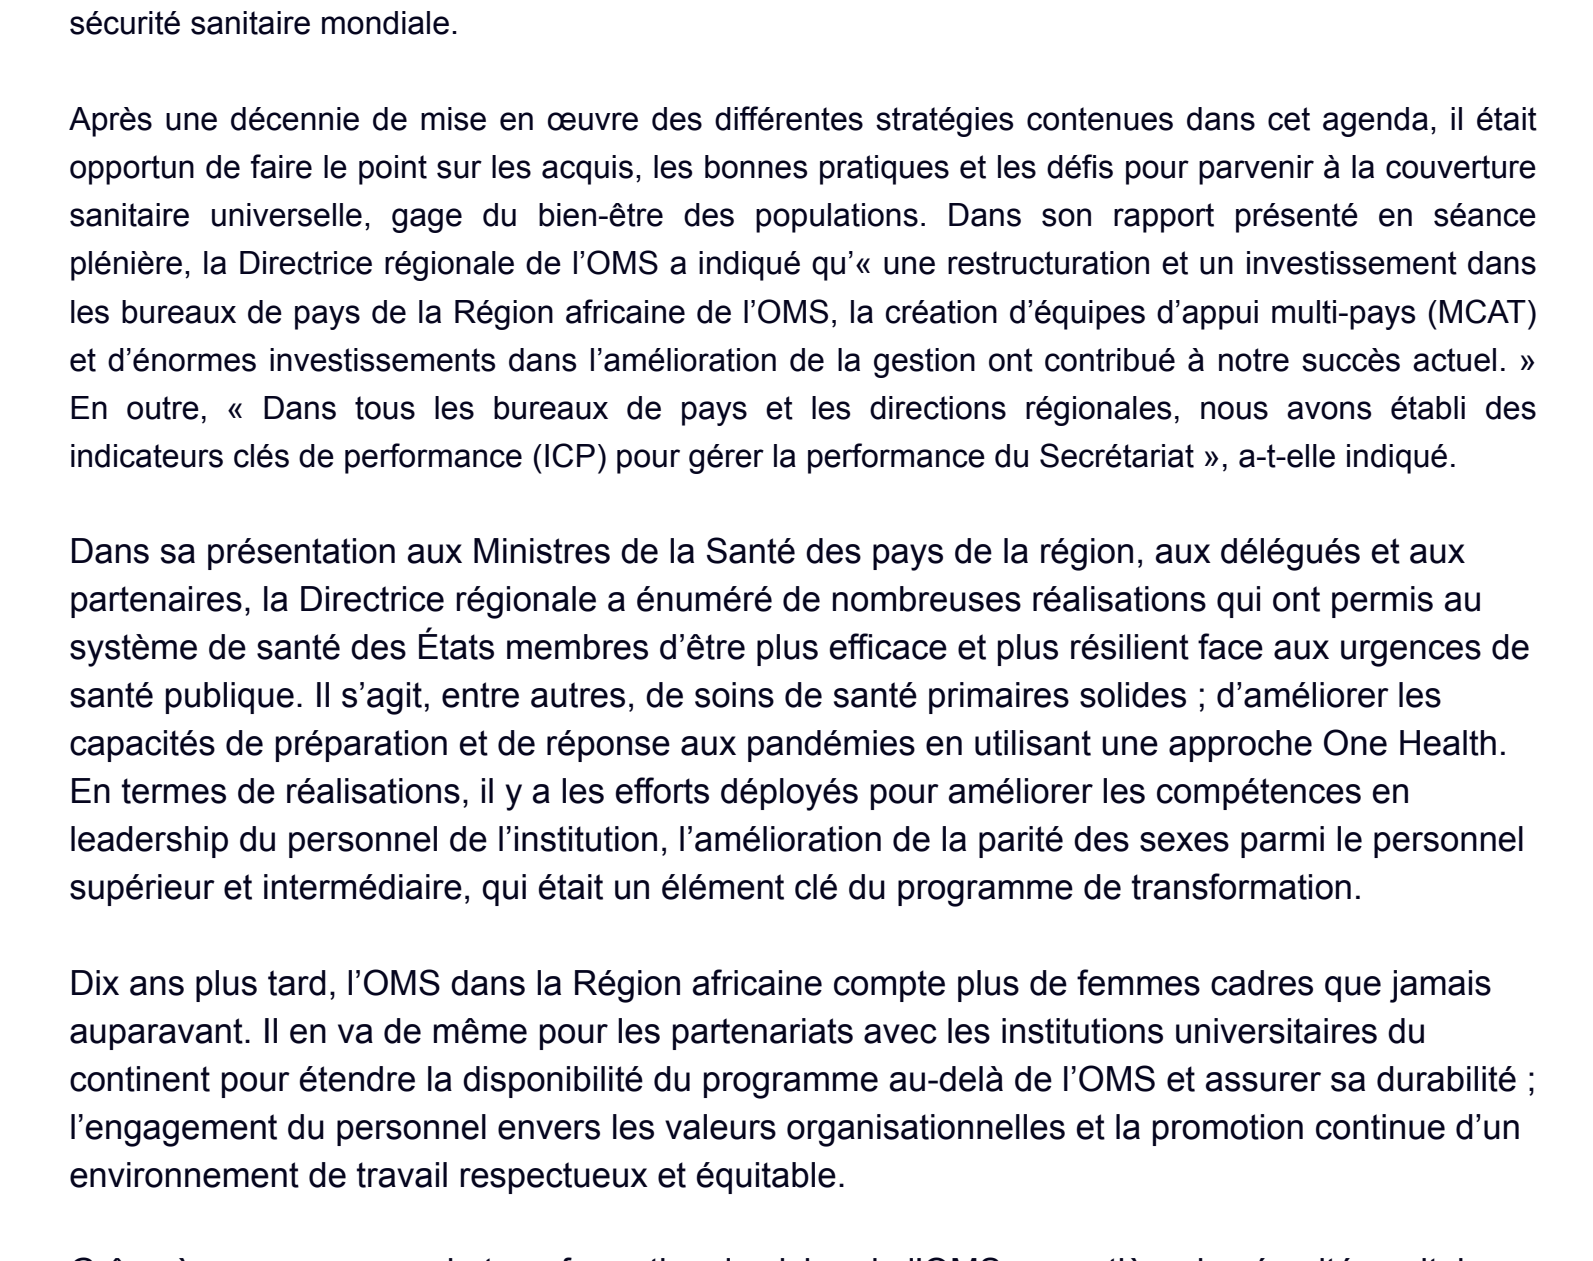 sécurité sanitaire mondiale.
Après une décennie de mise en œuvre des différentes stratégies contenues dans cet agenda, il était
opportun de faire le point sur les acquis, les bonnes pratiques et les défis pour parvenir à la couverture
sanitaire universelle, gage du bien-être des populations. Dans son rapport présenté en séance
plénière, la Directrice régionale de l’OMS a indiqué qu’« une restructuration et un investissement dans
les bureaux de pays de la Région africaine de l’OMS, la création d’équipes d’appui multi-pays (MCAT)
et d’énormes investissements dans l’amélioration de la gestion ont contribué à notre succès actuel. »
En outre, « Dans tous les bureaux de pays et les directions régionales, nous avons établi des
indicateurs clés de performance (ICP) pour gérer la performance du Secrétariat », a-t-elle indiqué.
Dans sa présentation aux Ministres de la Santé des pays de la région, aux délégués et aux
partenaires, la Directrice régionale a énuméré de nombreuses réalisations qui ont permis au
système de santé des États membres d’être plus efficace et plus résilient face aux urgences de
santé publique. Il s’agit, entre autres, de soins de santé primaires solides ; d’améliorer les
capacités de préparation et de réponse aux pandémies en utilisant une approche One Health.
En termes de réalisations, il y a les efforts déployés pour améliorer les compétences en
leadership du personnel de l’institution, l’amélioration de la parité des sexes parmi le personnel
supérieur et intermédiaire, qui était un élément clé du programme de transformation.
Dix ans plus tard, l’OMS dans la Région africaine compte plus de femmes cadres que jamais
auparavant. Il en va de même pour les partenariats avec les institutions universitaires du
continent pour étendre la disponibilité du programme au-delà de l’OMS et assurer sa durabilité ;
l’engagement du personnel envers les valeurs organisationnelles et la promotion continue d’un
environnement de travail respectueux et équitable.